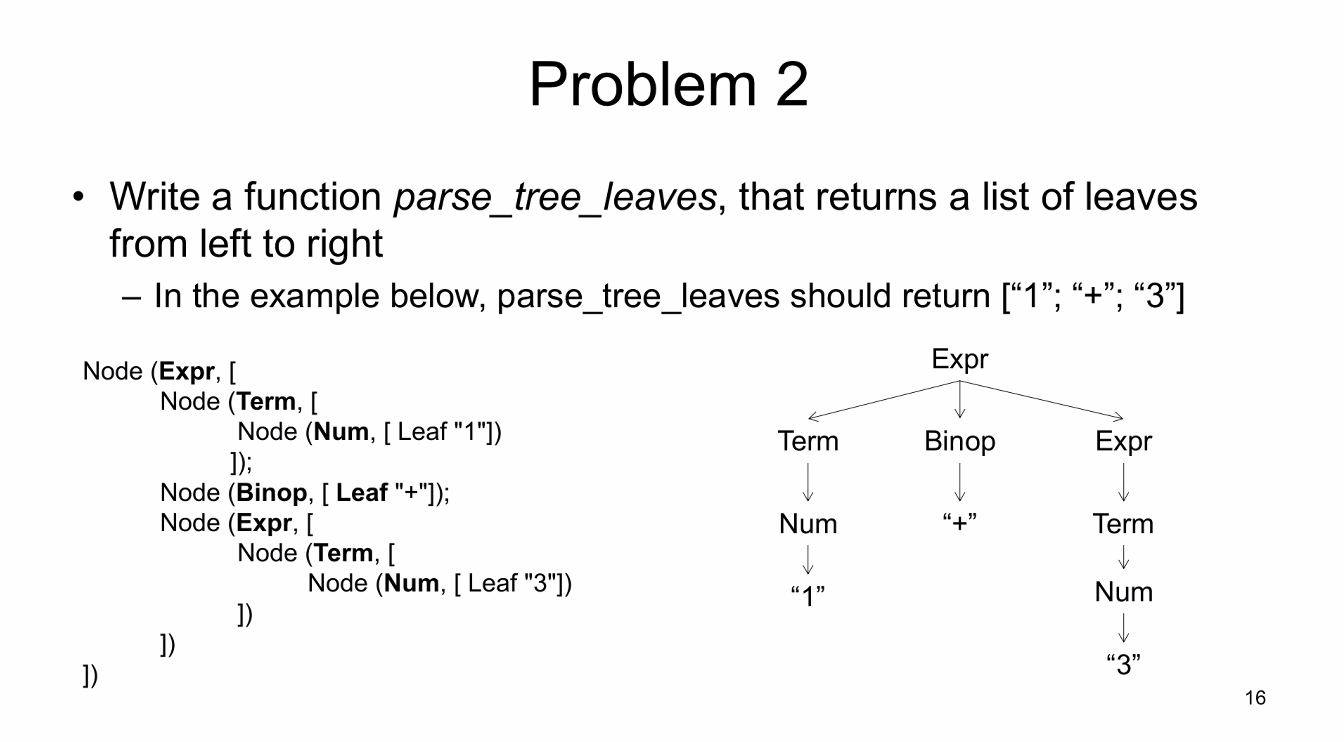 Problem 2
• Write a function parse_tree_leaves, that returns a list of leaves
from left to right
– In the example below, parse_tree_leaves should return [“1”; “+”; “3”]
Node (Expr, [
Node (Term, [
Node (Num, [ Leaf "1"])
]);
Node (Binop, [ Leaf "+"]);
Node (Expr, [
Node (Term, [
Node (Num, [ Leaf "3"])
])
])
])
Expr
Term Binop Expr
Num “+” Term
“1” Num
“3”
16